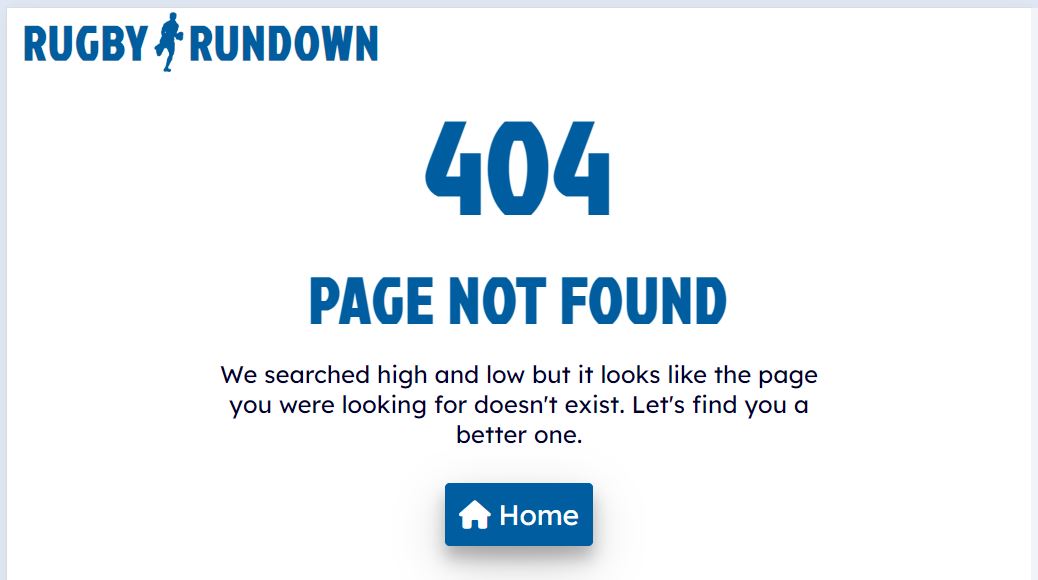 RUGBY RUNDOWN
404
PAGE NOT FOUND
We searched high and low but it looks like the page
you were looking for doesn't exist. Let's find you a
better one.
Home